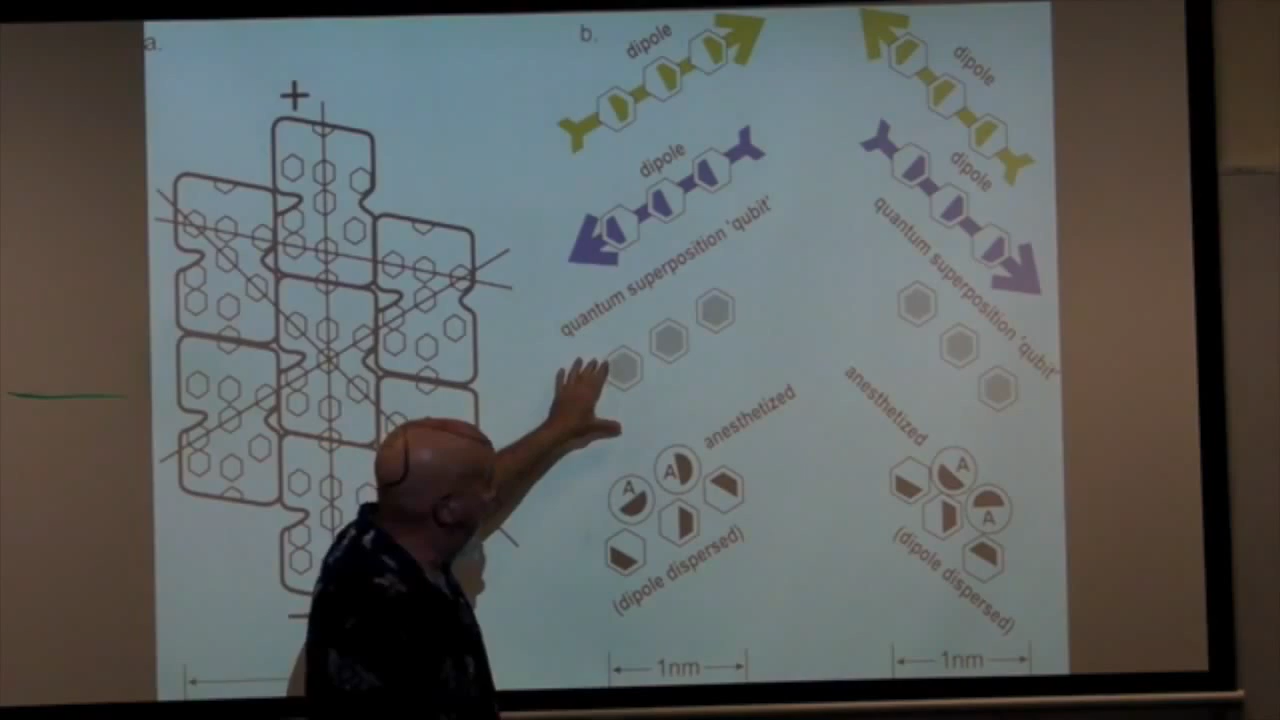 a.
+
b.
dipole
dipole
quantum superposition 'qubit'
anesthetized
A
A
(dipole dispersed)
1nm
dipole
dipole
quantum superposition 'qubit'
anesthetized
A
A
(dipole dispersed)
1nm